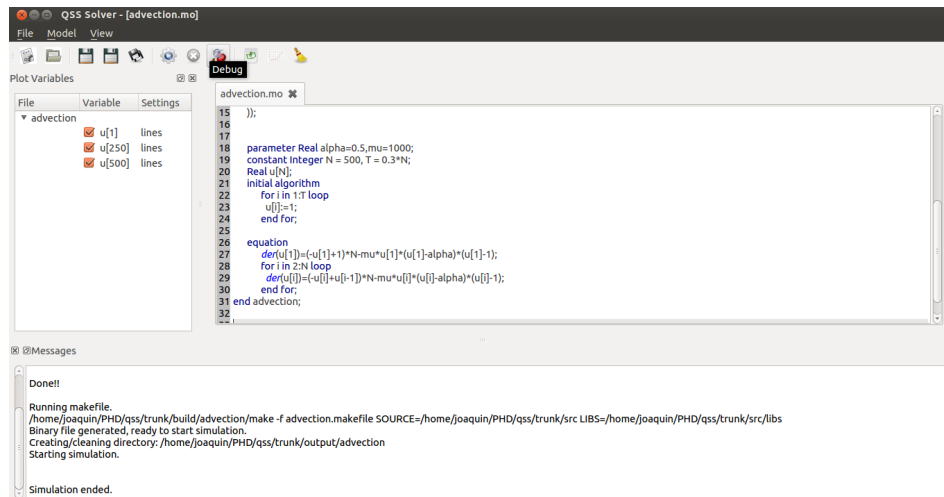 QSS Solver - [advection.mo]
File Model View
Debug
Plot Variables
advection.mo
File Variable Settings
advection
u[1] lines
u[250] lines
u[500] lines
15 ));
16
17
18 parameter Real alpha=0.5,mu=1000;
19 constant Integer N = 500, T = 0.3*N;
20 Real u[N];
21 initial algorithm
22 for i in 1:T loop
23 u[i]:=1;
24 end for;
25
26 equation
27 der(u[1])=(-u[1]+1)*N-mu*u[1]*(u[1]-alpha)*(u[1]-1);
28 for i in 2:N loop
29 der(u[i])=(-u[i]+u[i-1])*N-mu*u[i]*(u[i]-alpha)*(u[i]-1);
30 end for;
31 end advection;
32
Messages
Done!!
Running makefile.
/home/joaquin/PHD/qss/trunk/build/advection/make -f advection.makefile SOURCE=/home/joaquin/PHD/qss/trunk/src LIBS=/home/joaquin/PHD/qss/trunk/src/libs
Binary file generated, ready to start simulation.
Creating/cleaning directory: /home/joaquin/PHD/qss/trunk/output/advection
Starting simulation.
Simulation ended.